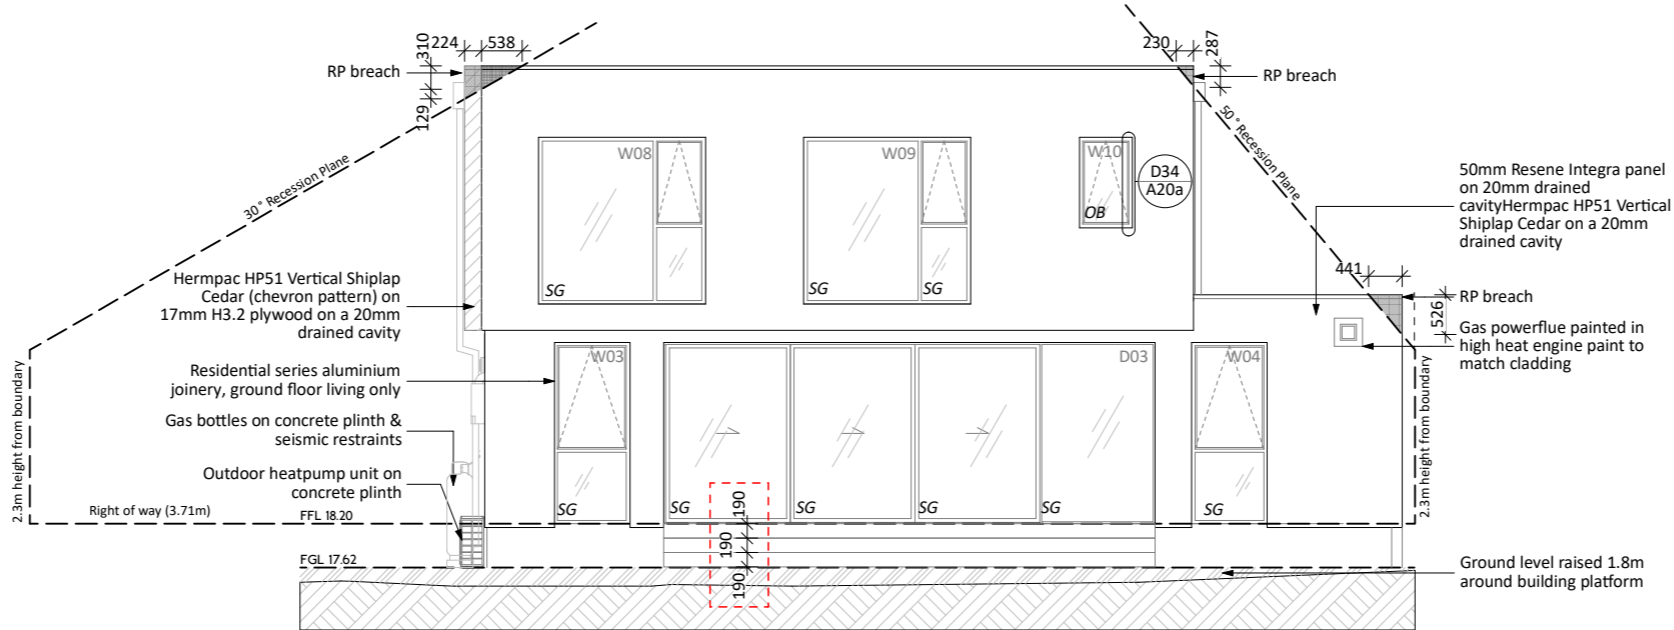 310
224
538
RP breach
129
30° Recession Plane
230
287
RP breach
50° Recession Plane
W08
W09
W10
D34
A20a
OB
SG
SG
SG
50mm Resene Integra panel
on 20mm drained
cavityHermpac HP51 Vertical
Shiplap Cedar on a 20mm
drained cavity
441
RP breach
526
Gas powerflue painted in
high heat engine paint to
match cladding
Hermpac HP51 Vertical Shiplap
Cedar (chevron pattern) on
17mm H3.2 plywood on a 20mm
drained cavity
Residential series aluminium
joinery, ground floor living only
Gas bottles on concrete plinth &
seismic restraints
Outdoor heatpump unit on
concrete plinth
W03
D03
W04
2.3m height from boundary
2.3m height from boundary
SG
SG
SG
SG
SG
SG
Right of way (3.71m)
FFL 18.20
190
190
190
FGL 17.62
Ground level raised 1.8m
around building platform